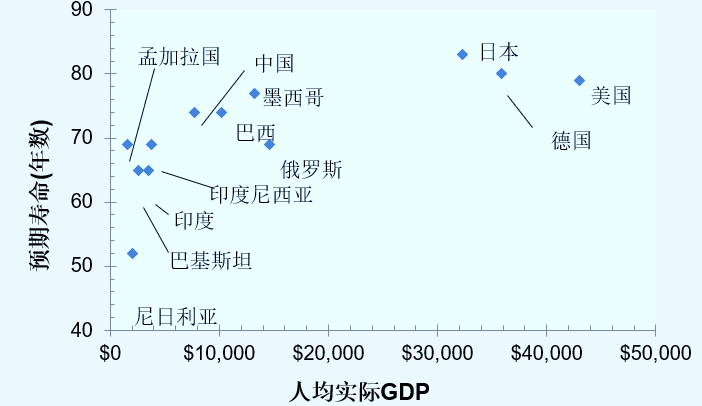 90
80
70
60
50
40
预期寿命(年数)
孟加拉国
中国
日本
墨西哥
美国
巴西
德国
俄罗斯
印度尼西亚
印度
巴基斯坦
尼日利亚
$0
$10,000
$20,000
$30,000
$40,000
$50,000
人均实际GDP